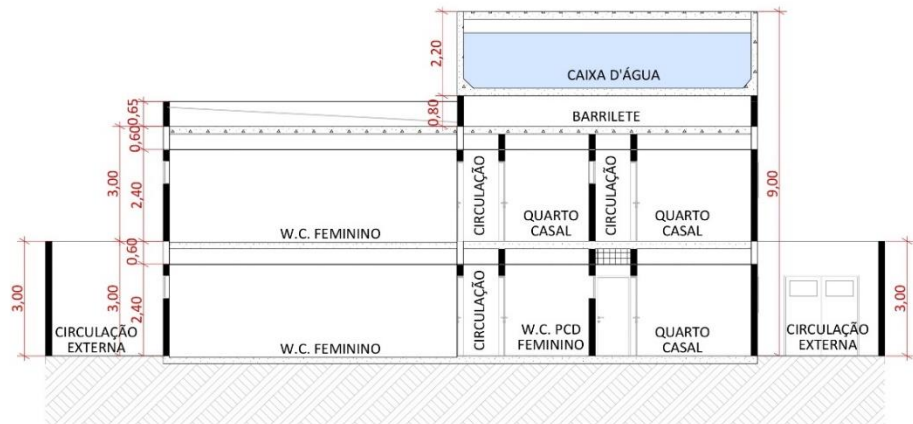 2,20
CAIXA D'ÁGUA
0,65
0,80
BARRILETE
0,60
3,00
2,40
CIRCULAÇÃO
CIRCULAÇÃO
9,00
QUARTO
CASAL
QUARTO
CASAL
W.C. FEMININO
0,60
3,00
3,00
2,40
CIRCULAÇÃO
3,00
CIRCULAÇÃO
EXTERNA
W.C. FEMININO
W.C. PCD
FEMININO
QUARTO
CASAL
CIRCULAÇÃO
EXTERNA